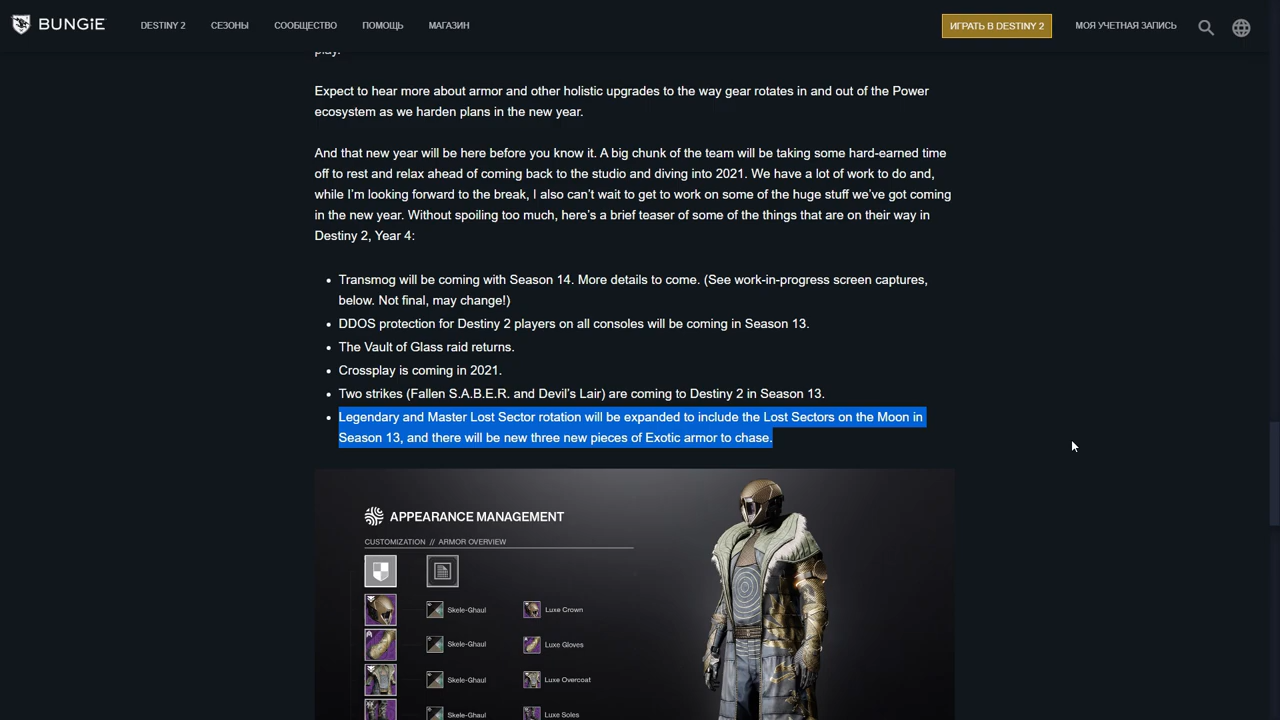 BUNGiE
DESTINY 2
СЕЗОНЫ
СООБЩЕСТВО
ПОМОЩЬ
МАГАЗИН
ИГРАТЬ В DESTINY 2
МОЯ УЧЕТНАЯ ЗАПИСЬ
play.
Expect to hear more about armor and other holistic upgrades to the way gear rotates in and out of the Power
ecosystem as we harden plans in the new year.
And that new year will be here before you know it. A big chunk of the team will be taking some hard-earned time
off to rest and relax ahead of coming back to the studio and diving into 2021. We have a lot of work to do and,
while I'm looking forward to the break, I also can't wait to get to work on some of the huge stuff we've got coming
in the new year. Without spoiling too much, here's a brief teaser of some of the things that are on their way in
Destiny 2, Year 4:
• Transmog will be coming with Season 14. More details to come. (See work-in-progress screen captures,
below. Not final, may change!)
• DDOS protection for Destiny 2 players on all consoles will be coming in Season 13.
• The Vault of Glass raid returns.
• Crossplay is coming in 2021.
• Two strikes (Fallen S.A.B.E.R. and Devil's Lair) are coming to Destiny 2 in Season 13.
• Legendary and Master Lost Sector rotation will be expanded to include the Lost Sectors on the Moon in
Season 13, and there will be new three new pieces of Exotic armor to chase.
APPEARANCE MANAGEMENT
CUSTOMIZATION // ARMOR OVERVIEW
Skele-Ghaul Luxe Crown
Skele-Ghaul Luxe Gloves
Skele-Ghaul Luxe Overcoat
Skele-Ghaul Luxe Soles